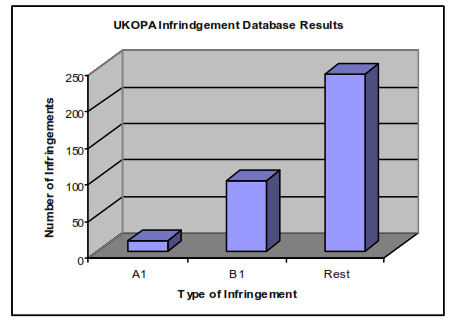 UKOPA Infrindgement Database Results
Number of Infringements
250
200
150
100
50
0
A1
B1
Rest
Type of Infringement